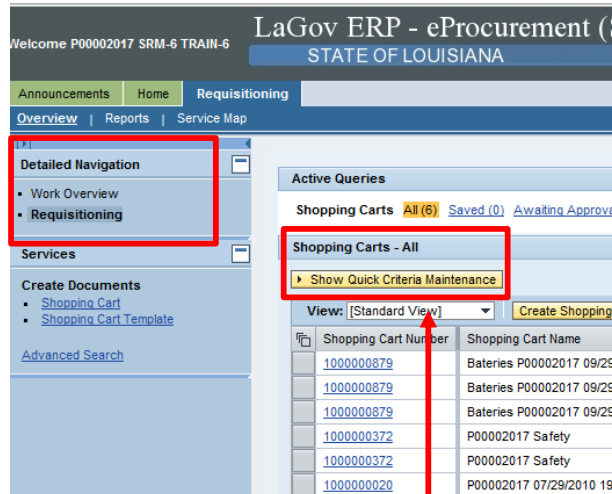 Welcome P00002017 SRM-6 TRAIN-6
LaGov ERP - eProcurement (
STATE OF LOUISIANA
Announcements Home Requisitioning
Overview | Reports | Service Map
Detailed Navigation
Work Overview
Requisitioning
Services
Create Documents
Shopping Cart
Shopping Cart Template
Advanced Search
Active Queries
Shopping Carts All (6) Saved (0) Awaiting Approva
Shopping Carts - All
Show Quick Criteria Maintenance
View: [Standard View] Create Shopping
Shopping Cart Number Shopping Cart Name
1000000879 Bateries P00002017 09/29
1000000879 Bateries P00002017 09/29
1000000879 Bateries P00002017 09/29
1000000372 P00002017 Safety
1000000372 P00002017 Safety
1000000020 P00002017 07/29/2010 19